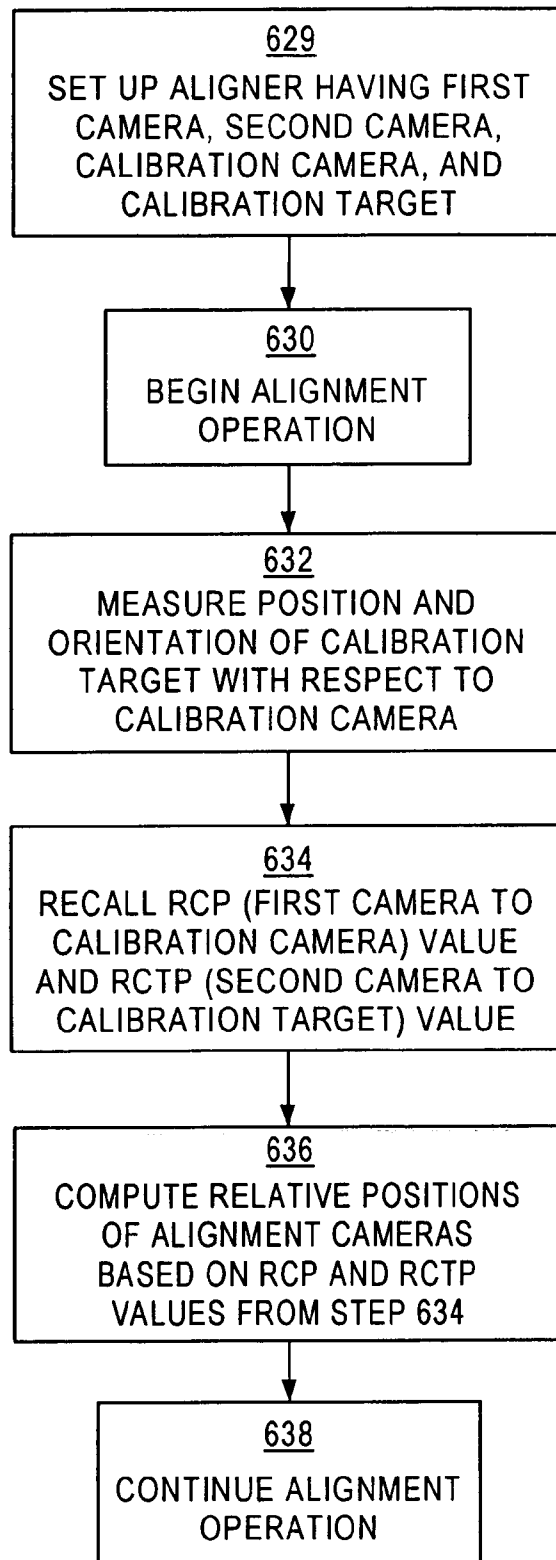 629
SET UP ALIGNER HAVING FIRST
CAMERA, SECOND CAMERA,
CALIBRATION CAMERA, AND
CALIBRATION TARGET
630
BEGIN ALIGNMENT
OPERATION
632
MEASURE POSITION AND
ORIENTATION OF CALIBRATION
TARGET WITH RESPECT TO
CALIBRATION CAMERA
634
RECALL RCP (FIRST CAMERA TO
CALIBRATION CAMERA) VALUE
AND RCTP (SECOND CAMERA TO
CALIBRATION TARGET) VALUE
636
COMPUTE RELATIVE POSITIONS
OF ALIGNMENT CAMERAS
BASED ON RCP AND RCTP
VALUES FROM STEP 634
638
CONTINUE ALIGNMENT
OPERATION